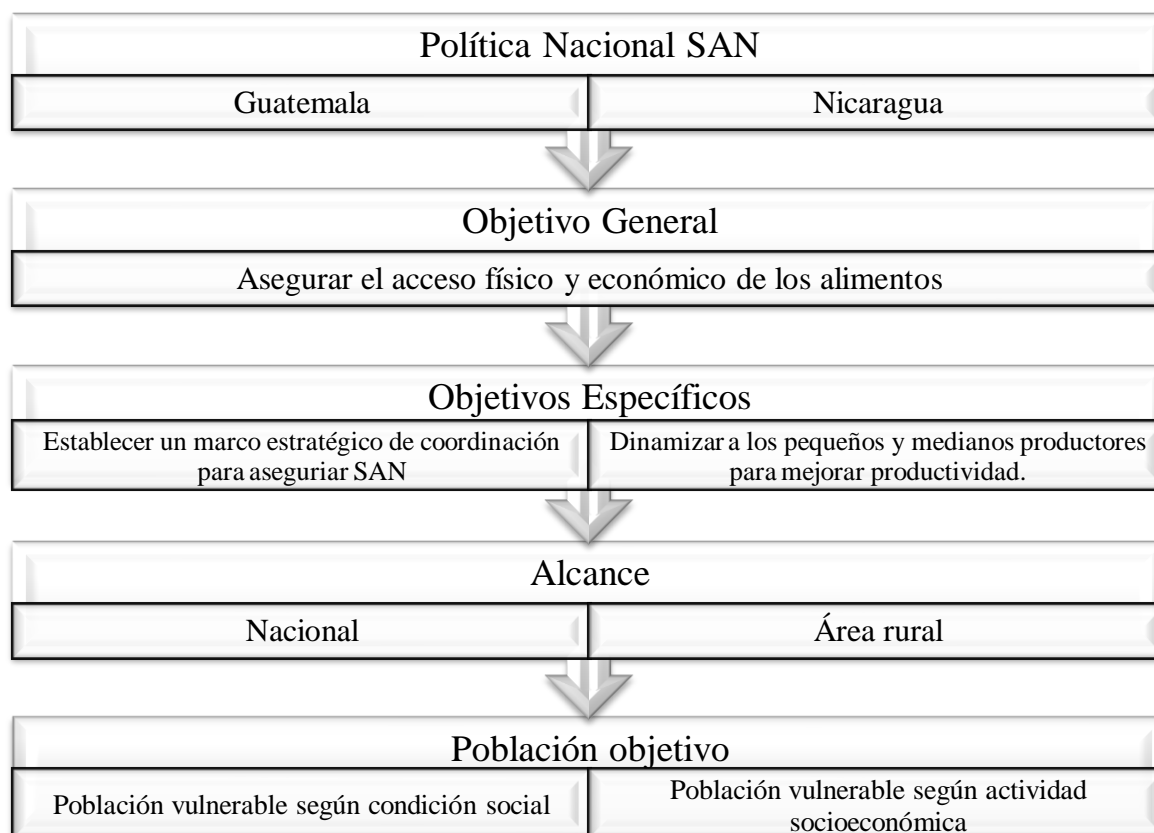 Política Nacional SAN
Guatemala
Nicaragua
Objetivo General
Asegurar el acceso físico y económico de los alimentos
Objetivos Específicos
Establecer un marco estratégico de coordinación
para aseguriar SAN
Dinamizar a los pequeños y medianos productores
para mejorar productividad.
Alcance
Nacional
Área rural
Población objetivo
Población vulnerable según condición social
Población vulnerable según actividad
socioeconómica